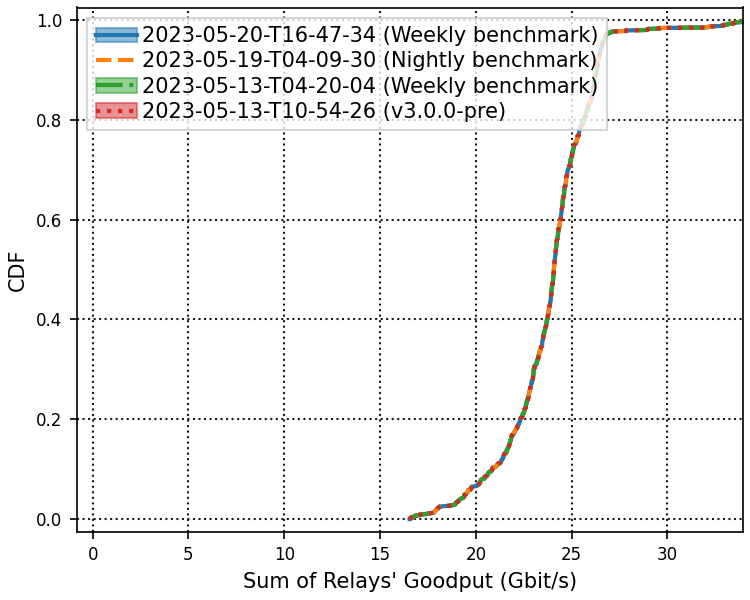 2023-05-20-T16-47-34 (Weekly benchmark)
2023-05-19-T04-09-30 (Nightly benchmark)
2023-05-13-T04-20-04 (Weekly benchmark)
2023-05-13-T10-54-26 (v3.0.0-pre)
CDF
1.0
0.8
0.6
0.4
0.2
0.0
0 5 10 15 20 25 30
Sum of Relays' Goodput (Gbit/s)